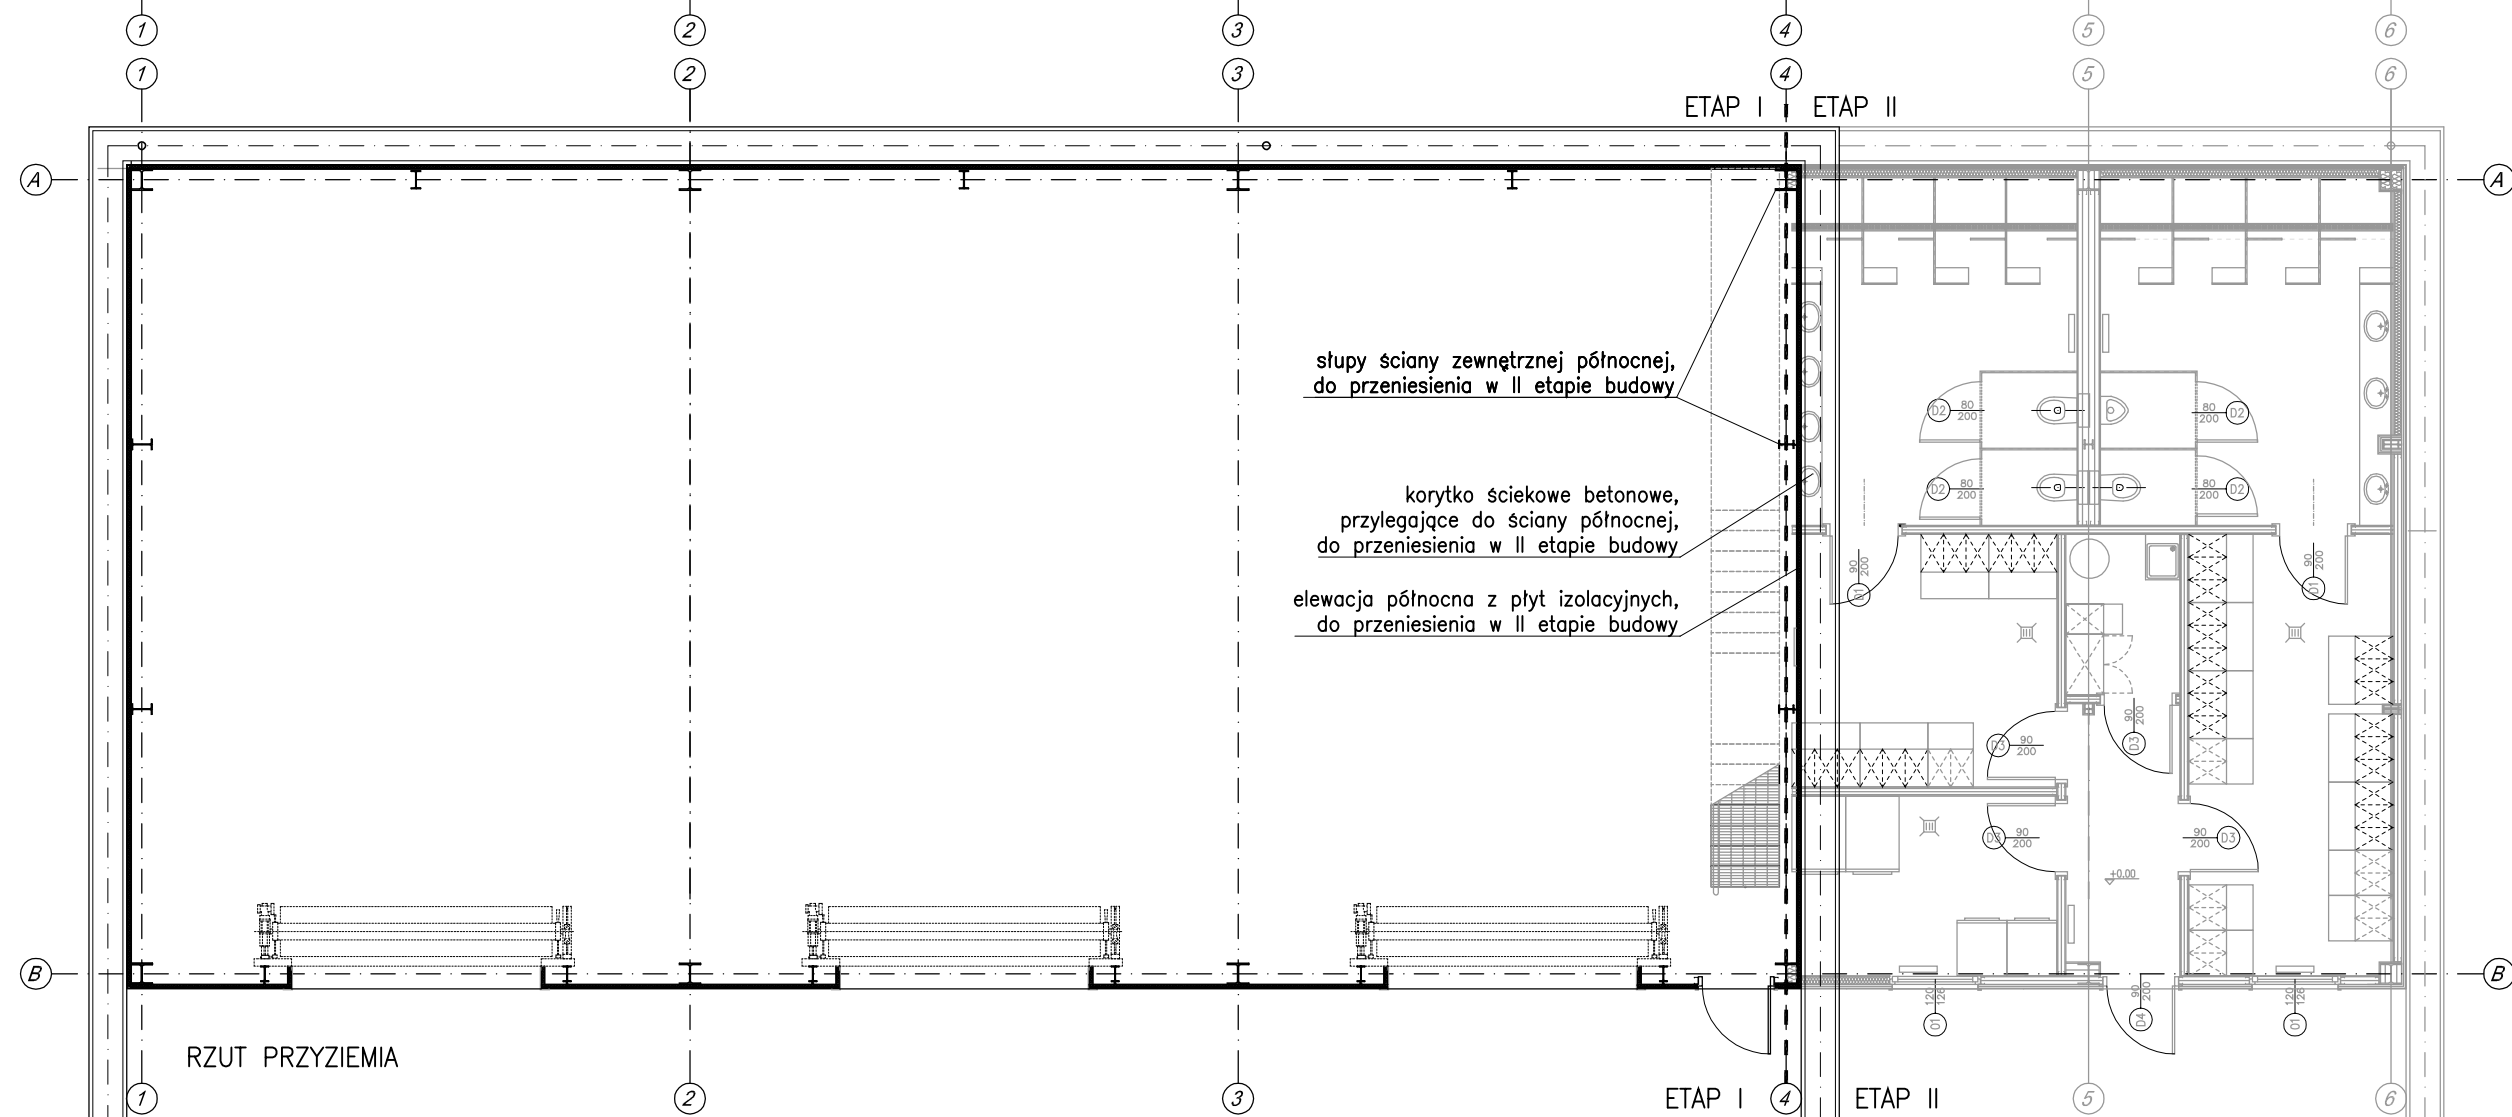 1 2 3 4 5 6
1 2 3 4 5 6
ETAP I ETAP II
A A
słupy ściany zewnętrznej północnej,
do przeniesienia w II etapie budowy
D2 80
200
80
200 D2
korytko ściekowe betonowe,
przylegające do ściany północnej,
do przeniesienia w II etapie budowy
D2 80
200
80
200 D2
D1 90
200
D1 90
200
elewacja północna z płyt izolacyjnych,
do przeniesienia w II etapie budowy
D3 90
200
D3 90
200
D3 90
200
90
200 D3
+0.00
B B
120
126
O1
90
200
D4
120
126
O1
RZUT PRZYZIEMIA
ETAP I ETAP II
1 2 3 4 5 6